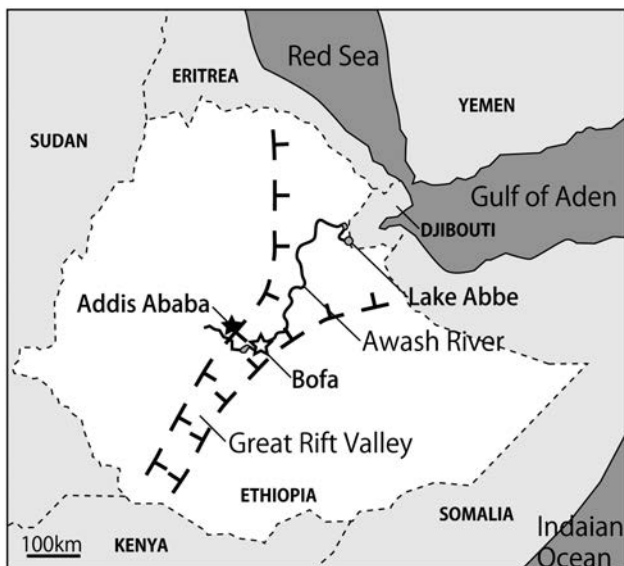 Red Sea
ERITREA
YEMEN
SUDAN
Gulf of Aden
DJIBOUTI
Addis Ababa
Lake Abbe
Awash River
Bofa
Great Rift Valley
ETHIOPIA
SOMALIA
Indaian
Ocean
100km
KENYA